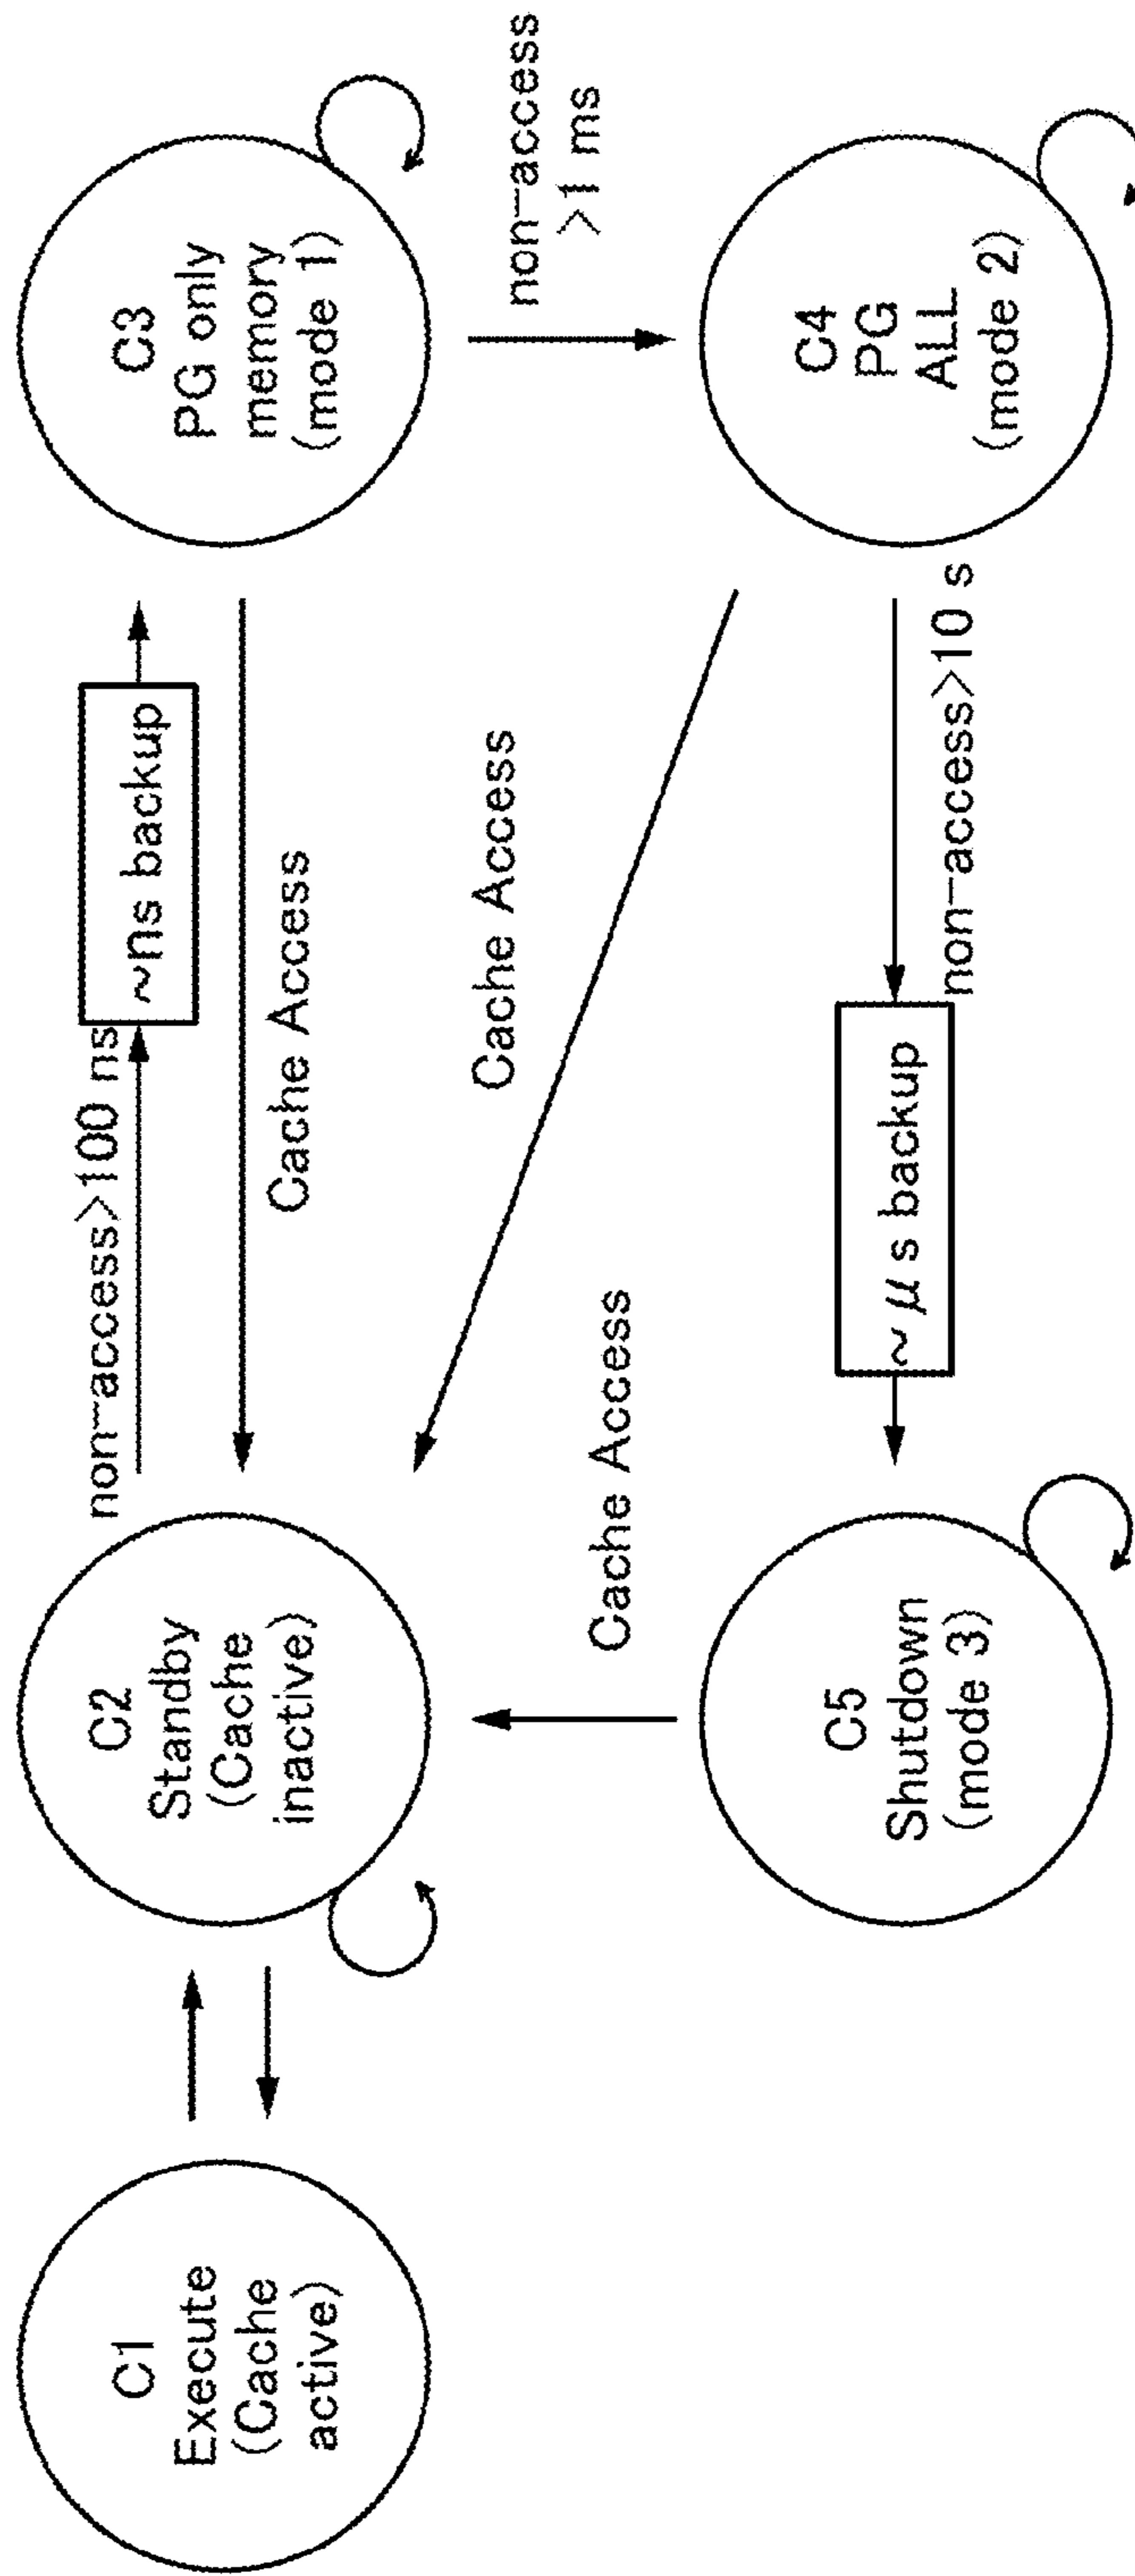 C1
Execute
(Cache
active)
C2
Standby
(Cache
inactive)
non-access>100 ns
~ns backup
Cache Access
C3
PG only
memory
(mode 1)
non-access
>1 ms
Cache Access
Cache Access
C5
Shutdown
(mode 3)
~μs backup
non-access>10 s
C4
PG
ALL
(mode 2)